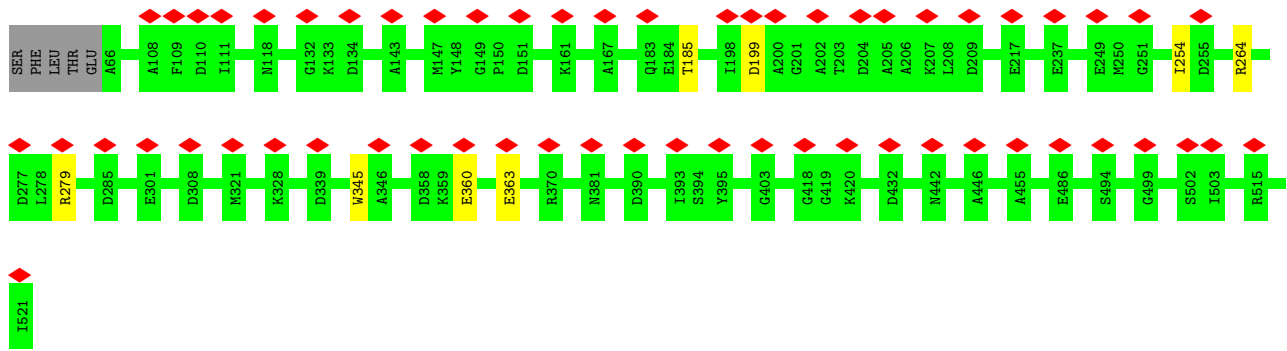 SER PHE LEU THR GLU A66 A108 F109 D110 I111 N118 G132 K133 D134 A143 M147 Y148 G149 P150 D151 K161 A167 Q183 E184 T185 I198 D199 A200 G201 A202 T203 D204 A205 A206 K207 L208 D209 E217 E237 E249 M250 G251 I254 D255 R264
D277 L278 R279 D285 E301 D308 M321 K328 D339 W345 A346 D358 K359 E360 E363 R370 N381 D390 I393 S394 Y395 G403 G418 G419 K420 D432 N442 A446 A455 E486 S494 G499 S502 I503 R515
I521